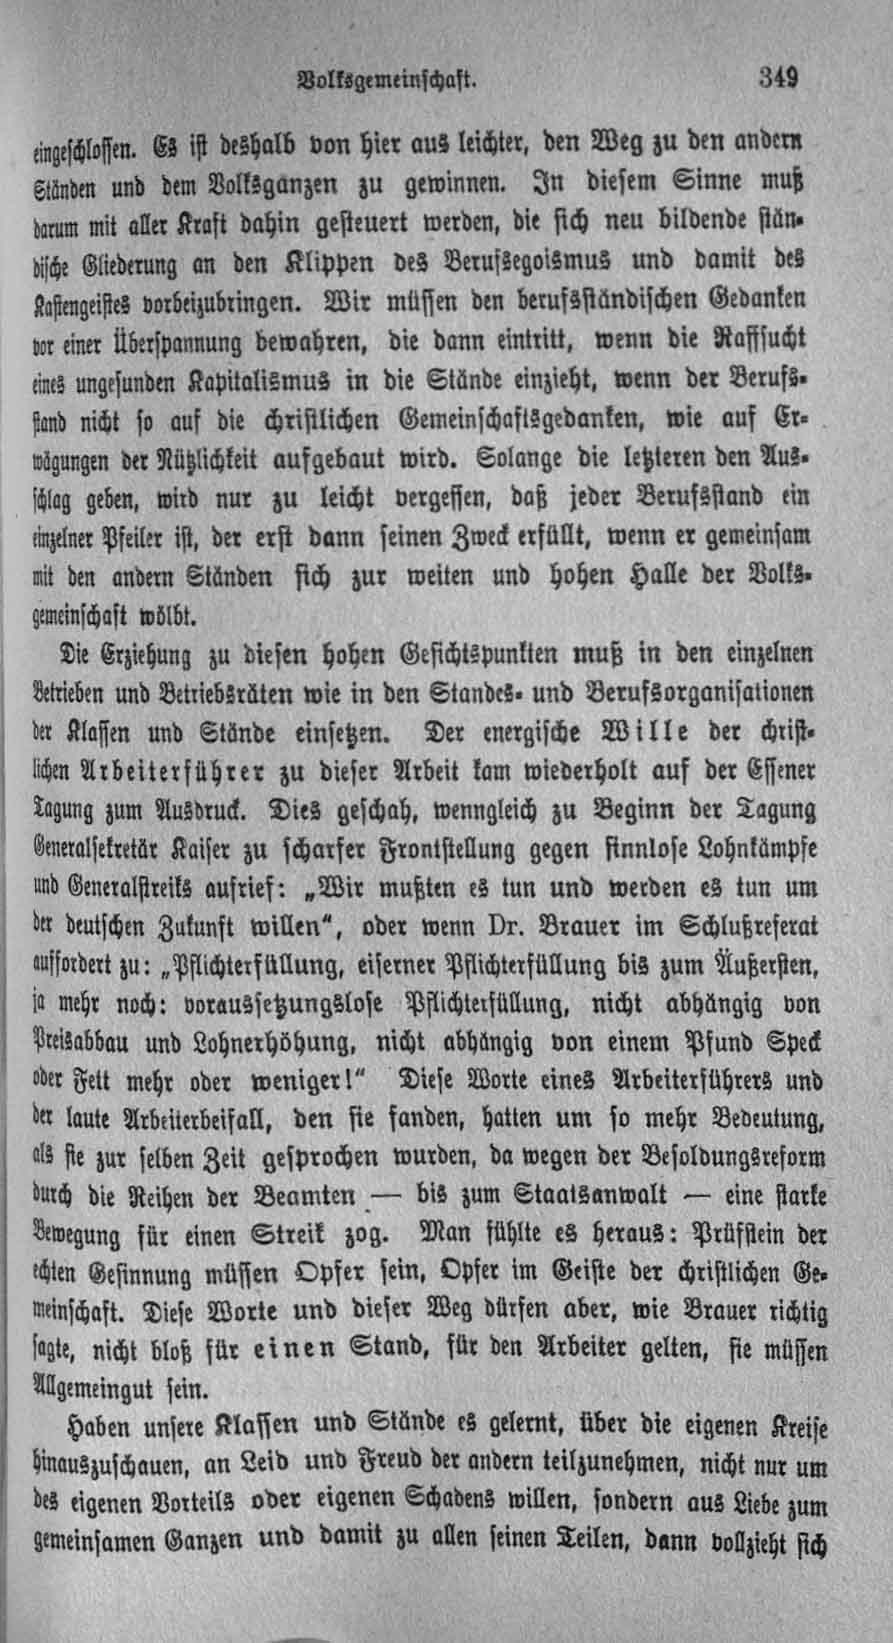 Volksgemeinschaft. 349
eingeschlossen. Es ist deshalb von hier aus leichter, den Weg zu den andern
Ständen und dem Volksganzen zu gewinnen. In diesem Sinne muß
darum mit aller Kraft dahin gesteuert werden, die sich neu bildende stän-
dische Gliederung an den Klippen des Berufsegoismus und damit des
Kastengeistes vorbeizubringen. Wir müssen den berufsständischen Gedanken
vor einer Überspannung bewahren, die dann eintritt, wenn die Raffsucht
eines ungesunden Kapitalismus in die Stände einzieht, wenn der Berufs-
stand nicht so auf die christlichen Gemeinschaftsgedanken, wie auf Er-
wägungen der Nützlichkeit aufgebaut wird. Solange die letzteren den Aus-
schlag geben, wird nur zu leicht vergessen, daß jeder Berufsstand ein
einzelner Pfeiler ist, der erst dann seinen Zweck erfüllt, wenn er gemeinsam
mit den andern Ständen sich zur weiten und hohen Halle der Volks-
gemeinschaft wölbt.
Die Erziehung zu diesen hohen Gesichtspunkten muß in den einzelnen
Betrieben und Betriebsräten wie in den Standes- und Berufsorganisationen
der Klassen und Stände einsetzen. Der energische Wille der christ-
lichen Arbeiterführer zu dieser Arbeit kam wiederholt auf der Essener
Tagung zum Ausdruck. Dies geschah, wenngleich zu Beginn der Tagung
Generalsekretär Kaiser zu scharfer Frontstellung gegen sinnlose Lohnkämpfe
und Generalstreiks aufrief: „Wir mußten es tun und werden es tun um
der deutschen Zukunft willen“, oder wenn Dr. Brauer im Schlußreferat
auffordert zu: „Pflichterfüllung, eiserner Pflichterfüllung bis zum Äußersten,
ja mehr noch: voraussetzungslose Pflichterfüllung, nicht abhängig von
Preisabbau und Lohnerhöhung, nicht abhängig von einem Pfund Speck
oder Fett mehr oder weniger!“ Diese Worte eines Arbeiterführers und
der laute Arbeiterbeifall, den sie fanden, hatten um so mehr Bedeutung,
als sie zur selben Zeit gesprochen wurden, da wegen der Besoldungsreform
durch die Reihen der Beamten — bis zum Staatsanwalt — eine starke
Bewegung für einen Streik zog. Man fühlte es heraus: Prüfstein der
echten Gesinnung müssen Opfer sein, Opfer im Geiste der christlichen Ge-
meinschaft. Diese Worte und dieser Weg dürfen aber, wie Brauer richtig
sagte, nicht bloß für einen Stand, für den Arbeiter gelten, sie müssen
Allgemeingut sein.
Haben unsere Klassen und Stände es gelernt, über die eigenen Kreise
hinauszuschauen, an Leid und Freud der andern teilzunehmen, nicht nur um
des eigenen Vorteils oder eigenen Schadens willen, sondern aus Liebe zum
gemeinsamen Ganzen und damit zu allen seinen Teilen, dann vollzieht sich